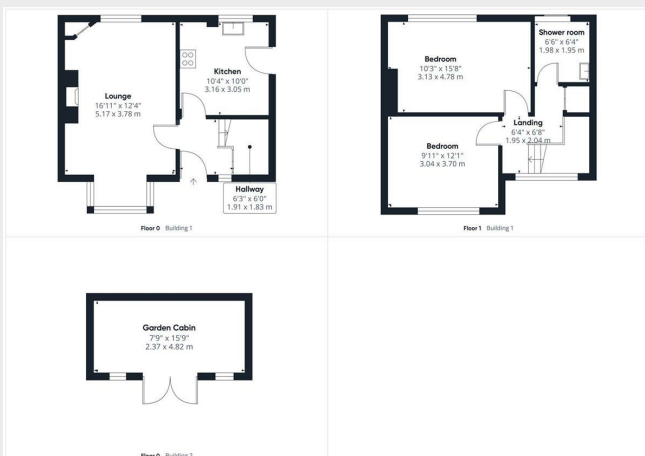 Lounge
16'11" x 12'4"
5.17 x 3.78 m
Kitchen
10'4" x 10'0"
3.16 x 3.05 m
Hallway
6'3" x 6'0"
1.91 x 1.83 m
Floor 0 Building 1
Bedroom
10'3" x 15'8"
3.13 x 4.78 m
Shower room
6'6" x 6'4"
1.98 x 1.95 m
Landing
6'4" x 6'8"
1.95 x 2.04 m
Bedroom
9'11" x 12'1"
3.04 x 3.70 m
Floor 1 Building 1
Garden Cabin
7'9" x 15'9"
2.37 x 4.82 m
Floor 0 Building 2